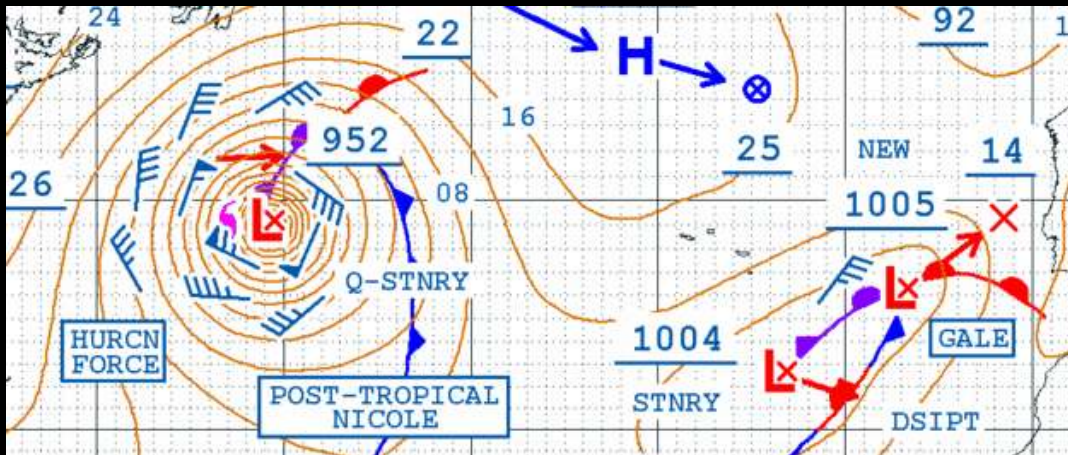 24
22
92
1
H
16
952
25
NEW
14
26
08
1005
L
Q-STNRY
L
HURCN
FORCE
1004
GALE
L
POST-TROPICAL
NICOLE
STNRY
DSIPT